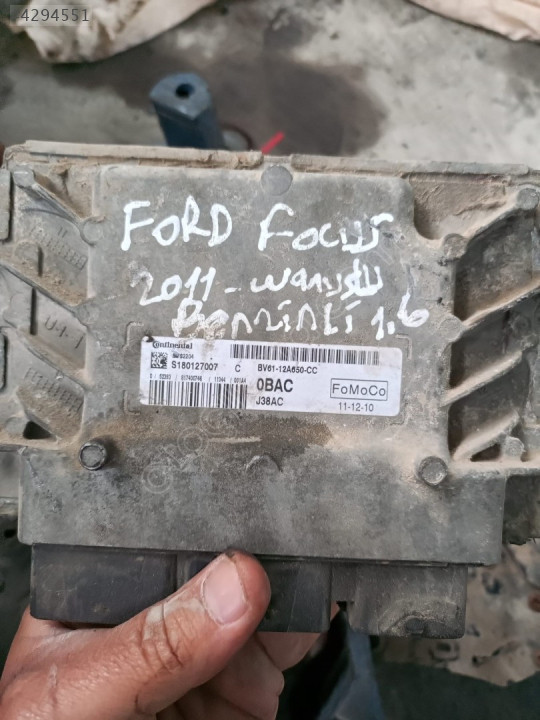 4294551
FORD FOCUS
2011
Benzinli 1.6
Continental
S180127007 C BV61-12A650-CC
0BAC
FoMoCo
J38AC
11-12-10